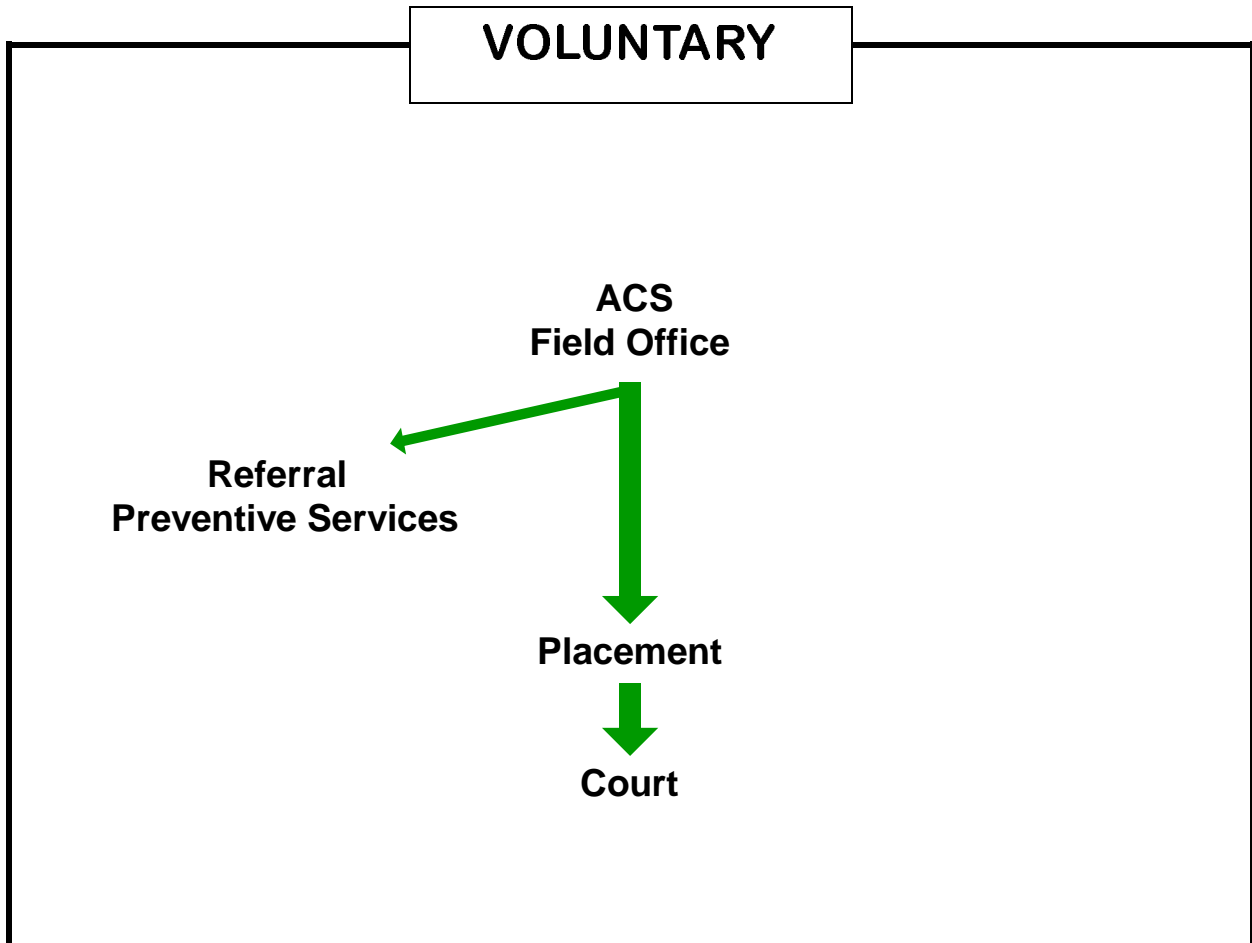 VOLUNTARY
ACS
Field Office
Referral
Preventive Services
Placement
Court